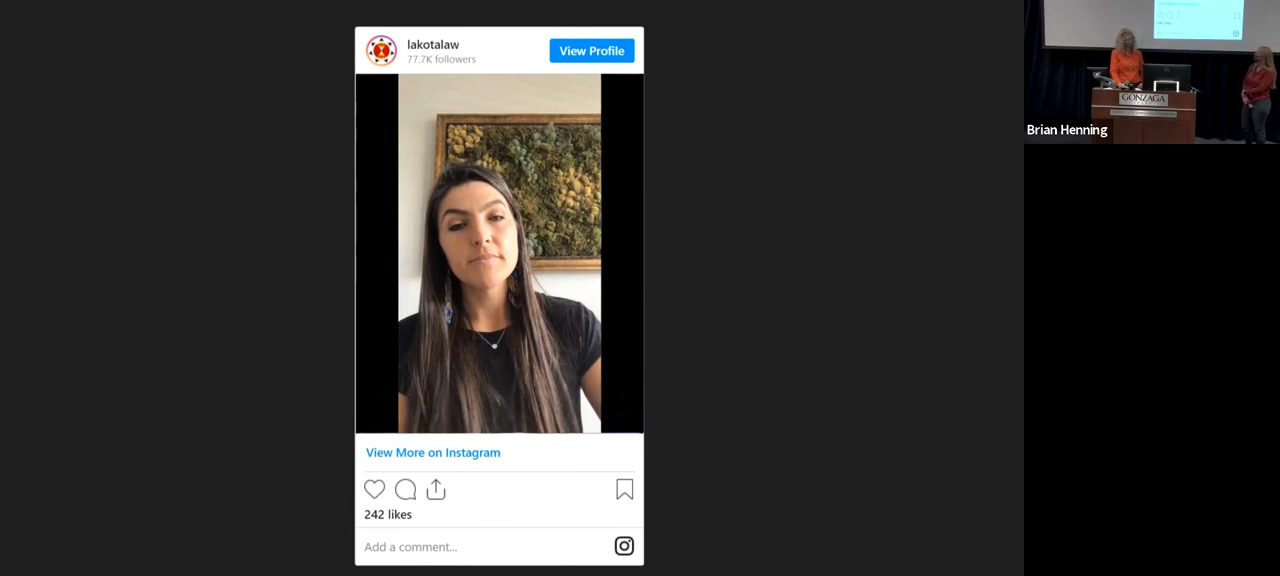 lakotalaw
77.7K followers
View Profile
View More on Instagram
242 likes
Add a comment...
Brian Henning
GONZAGA